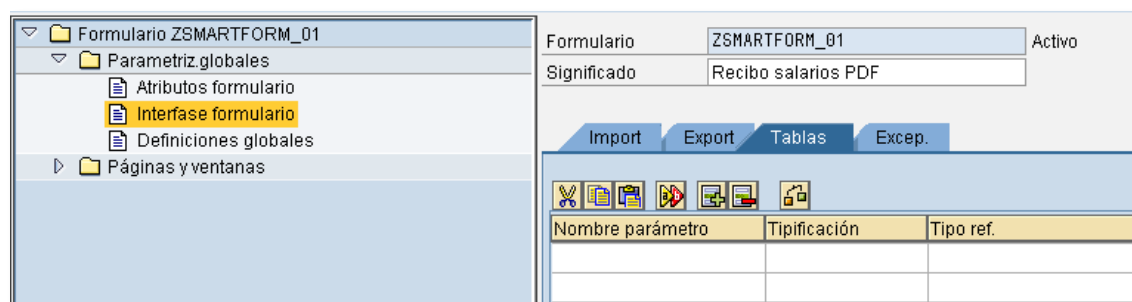 Formulario ZSMARTFORM_01
Parametriz.globales
Atributos formulario
Interfase formulario
Definiciones globales
Páginas y ventanas
Formulario ZSMARTFORM_01 Activo
Significado Recibo salarios PDF
Import Export Tablas Excep.
Nombre parámetro Tipificación Tipo ref.